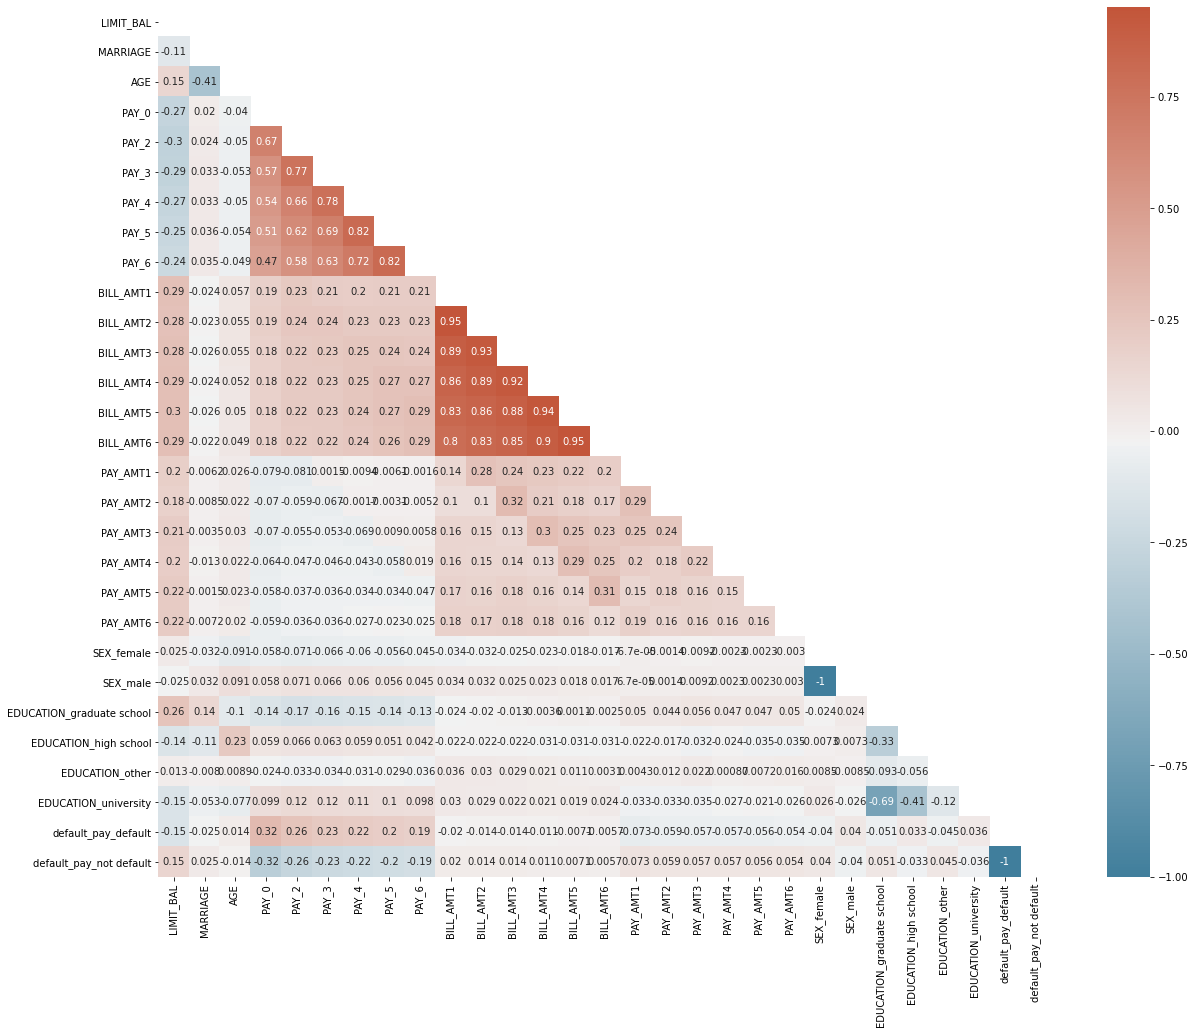 LIMIT_BAL
MARRIAGE -0.11
AGE 0.15 -0.41
PAY_0 -0.27 0.02 -0.04
PAY_2 -0.3 0.024 -0.05 0.67
PAY_3 -0.29 0.033 -0.053 0.57 0.77
PAY_4 -0.27 0.033 -0.05 0.54 0.66 0.78
PAY_5 -0.25 0.036 -0.054 0.51 0.62 0.69 0.82
PAY_6 -0.24 0.035 -0.049 0.47 0.58 0.63 0.72 0.82
BILL_AMT1 0.29 -0.024 0.057 0.19 0.23 0.21 0.2 0.21 0.21
BILL_AMT2 0.28 -0.023 0.055 0.19 0.24 0.24 0.23 0.23 0.23 0.95
BILL_AMT3 0.28 -0.026 0.055 0.18 0.22 0.23 0.25 0.24 0.24 0.89 0.93
BILL_AMT4 0.29 -0.024 0.052 0.18 0.22 0.23 0.25 0.27 0.27 0.86 0.89 0.92
BILL_AMT5 0.3 -0.026 0.05 0.18 0.22 0.23 0.24 0.27 0.29 0.83 0.86 0.88 0.94
BILL_AMT6 0.29 -0.022 0.049 0.18 0.22 0.22 0.24 0.26 0.29 0.8 0.83 0.85 0.9 0.95
PAY_AMT1 0.2 -0.0062 0.026 -0.079 -0.081 0.0015 -0.0094 -0.0061 -0.0016 0.14 0.28 0.24 0.23 0.22 0.2
PAY_AMT2 0.18 -0.0085 0.022 -0.07 -0.059 -0.067 -0.0017 -0.0031 -0.0052 0.1 0.1 0.32 0.21 0.18 0.17 0.29
PAY_AMT3 0.21 -0.0035 0.03 -0.07 -0.055 -0.053 -0.069 0.009 0.0058 0.16 0.15 0.13 0.3 0.25 0.23 0.25 0.24
PAY_AMT4 0.2 -0.013 0.022 -0.064 -0.047 -0.046 -0.043 -0.058 0.019 0.16 0.15 0.14 0.13 0.29 0.25 0.2 0.18 0.22
PAY_AMT5 0.22 -0.0015 0.023 -0.058 -0.037 -0.036 -0.034 -0.034 -0.047 0.17 0.16 0.18 0.16 0.14 0.31 0.15 0.18 0.16 0.15
PAY_AMT6 0.22 -0.0072 0.02 -0.059 -0.036 -0.036 -0.027 -0.023 -0.025 0.18 0.17 0.18 0.18 0.16 0.12 0.19 0.16 0.16 0.16 0.16
SEX_female 0.025 -0.032 -0.091 -0.058 -0.071 -0.066 -0.06 -0.056 -0.045 -0.034 -0.032 -0.025 -0.023 -0.018 -0.017 -0.0014 -0.0092 -0.0023 -0.0023 -0.003
SEX_male -0.025 0.032 0.091 0.058 0.071 0.066 0.06 0.056 0.045 0.034 0.032 0.025 0.023 0.018 0.017 6.7e-05 0.0014 0.0092 0.0023 0.0023 0.003 -1
EDUCATION_graduate school 0.26 0.14 -0.1 -0.14 -0.17 -0.16 -0.15 -0.14 -0.13 -0.024 -0.02 -0.013 -0.0036 0.0011 -0.0025 0.05 0.044 0.056 0.047 0.047 0.05 -0.024 0.024
EDUCATION_high school -0.14 -0.11 0.23 0.059 0.066 0.063 0.059 0.051 0.042 -0.022 -0.022 -0.022 -0.031 -0.031 -0.031 -0.022 -0.017 -0.032 -0.024 -0.035 -0.035 -0.0073 0.0073 -0.33
EDUCATION_other 0.013 -0.008 0.0089 -0.024 -0.033 -0.034 -0.031 -0.029 -0.036 0.036 0.03 0.029 0.021 0.011 0.0031 0.0043 0.012 0.022 0.00087 0.0072 0.016 0.0085 -0.0085 -0.093 -0.056
EDUCATION_university -0.15 -0.053 -0.077 0.099 0.12 0.12 0.11 0.1 0.098 0.03 0.029 0.022 0.021 0.019 0.024 -0.033 -0.033 -0.035 -0.027 -0.021 -0.026 0.026 -0.026 -0.69 -0.41 -0.12
default_pay_default -0.15 -0.025 0.014 0.32 0.26 0.23 0.22 0.2 0.19 -0.02 -0.014 -0.014 -0.011 -0.0071 -0.0057 -0.073 -0.059 -0.057 -0.057 -0.056 -0.054 -0.04 0.04 -0.051 0.033 -0.045 0.036
default_pay_not default 0.15 0.025 -0.014 -0.32 -0.26 -0.23 -0.22 -0.2 -0.19 0.02 0.014 0.014 0.011 0.0071 0.0057 0.073 0.059 0.057 0.057 0.056 0.054 0.04 -0.04 0.051 -0.033 0.045 -0.036 -1
LIMIT_BAL
MARRIAGE
AGE
PAY_0
PAY_2
PAY_3
PAY_4
PAY_5
PAY_6
BILL_AMT1
BILL_AMT2
BILL_AMT3
BILL_AMT4
BILL_AMT5
BILL_AMT6
PAY_AMT1
PAY_AMT2
PAY_AMT3
PAY_AMT4
PAY_AMT5
PAY_AMT6
SEX_female
SEX_male
EDUCATION_graduate school
EDUCATION_high school
EDUCATION_other
EDUCATION_university
default_pay_default
default_pay_not default
0.75
0.50
0.25
0.00
−0.25
−0.50
−0.75
−1.00